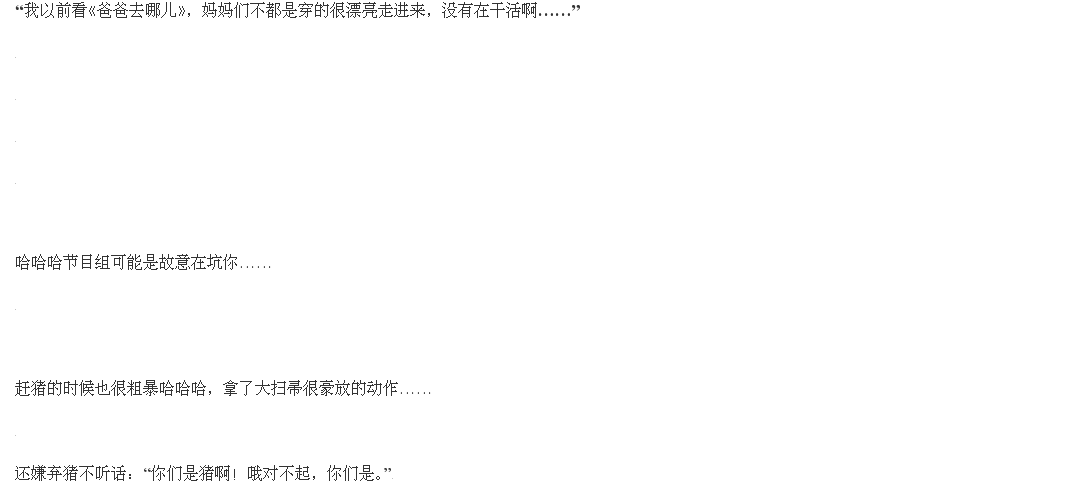 “我以前看《爸爸去哪儿》，妈妈们不都是穿的很漂亮走进来，没有在干活啊……”
哈哈哈节目组可能是故意在坑你……
赶猪的时候也很粗暴哈哈哈，拿了大扫帚很豪放的动作……
还嫌弃猪不听话：“你们是猪啊！哦对不起，你们是。”